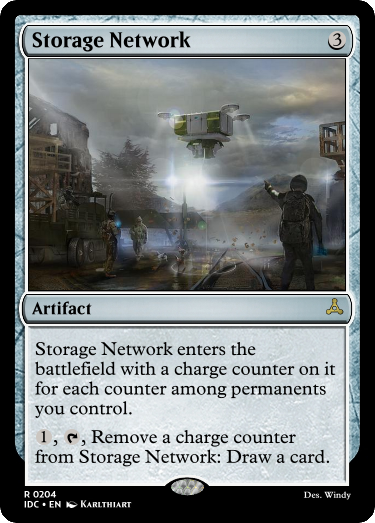 Storage Network 3
Artifact
Storage Network enters the
battlefield with a charge counter on it
for each counter among permanents
you control.
1, , Remove a charge counter
from Storage Network: Draw a card.
R 0204
IDC • EN KARLTHIART
Des. Windy